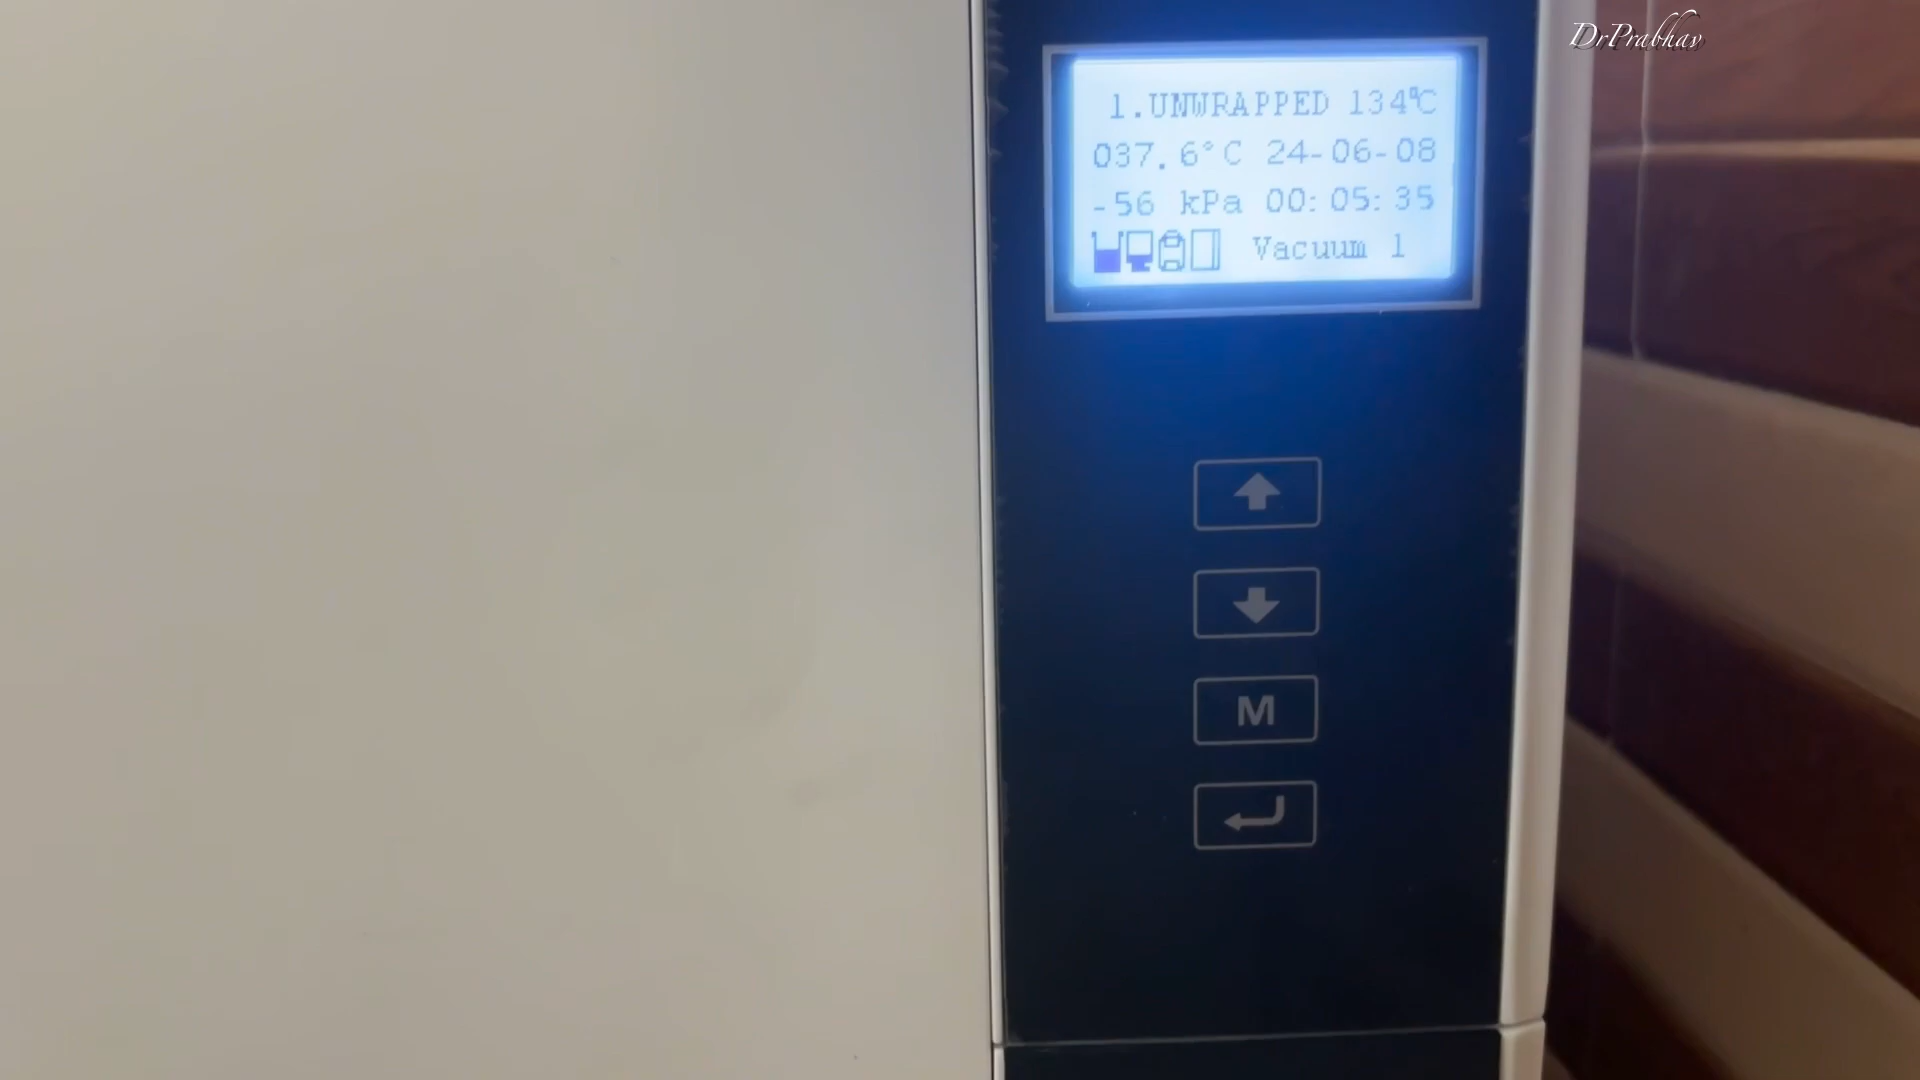 DrPrabhav
1.UNWRAPPED 134℃
037.6°C 24-06-08
-56 kPa 00:05:35
Vacuum 1
M